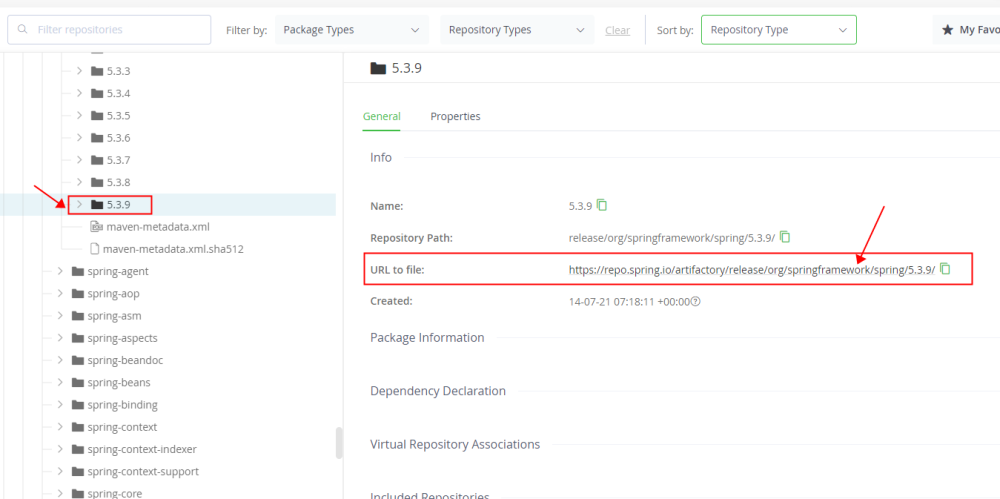 Filter repositories
Filter by:
Package Types
Repository Types
Clear
Sort by:
Repository Type
My Favo
5.3.3
5.3.4
5.3.5
5.3.6
5.3.7
5.3.8
5.3.9
maven-metadata.xml
maven-metadata.xml.sha512
spring-agent
spring-aop
spring-asm
spring-aspects
spring-beandoc
spring-beans
spring-binding
spring-context
spring-context-indexer
spring-context-support
spring-core
5.3.9
General
Properties
Info
Name: 5.3.9
Repository Path: release/org/springframework/spring/5.3.9/
URL to file: https://repo.spring.io/artifactory/release/org/springframework/spring/5.3.9/
Created: 14-07-21 07:18:11 +00:00
Package Information
Dependency Declaration
Virtual Repository Associations
Included Repositories